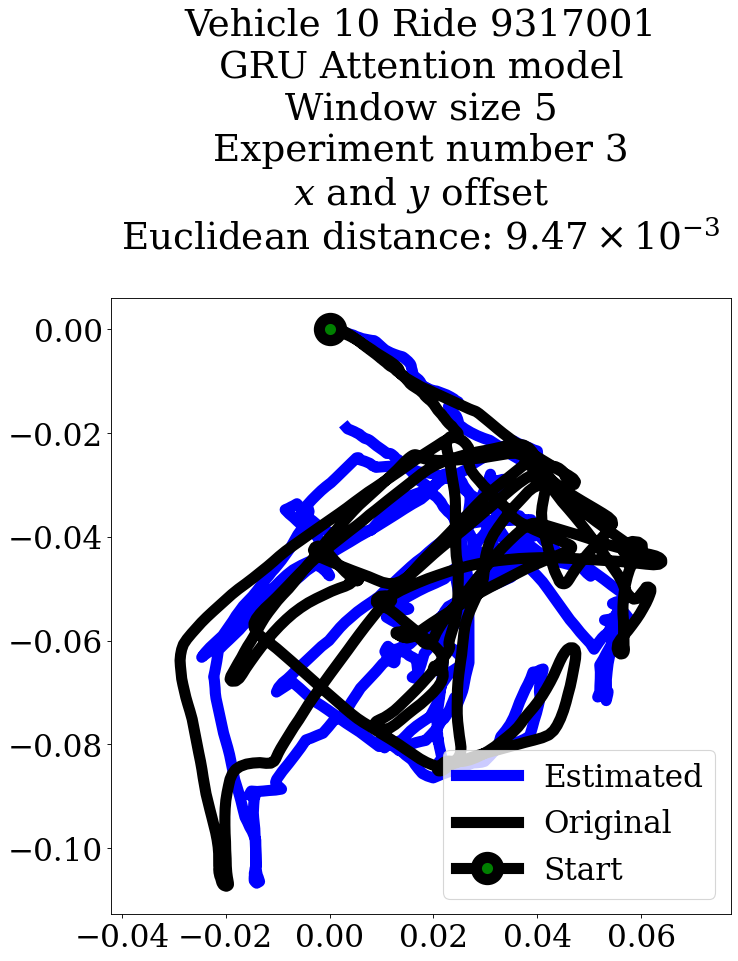 Vehicle 10 Ride 9317001
GRU Attention model
Window size 5
Experiment number 3
x and y offset
Euclidean distance: 9.47 × 10⁻³
0.00
−0.02
−0.04
−0.06
−0.08
−0.10
Estimated
Original
Start
−0.04 −0.02 0.00 0.02 0.04 0.06